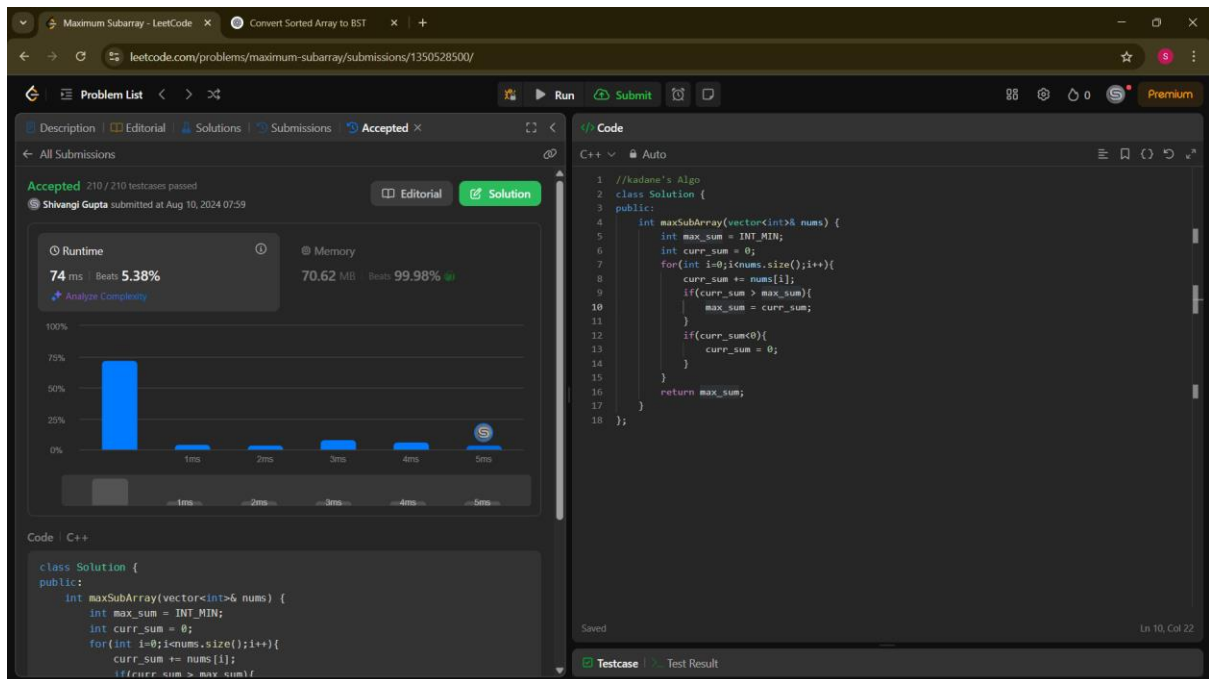 Maximum Subarray - LeetCode
Convert Sorted Array to BST
leetcode.com/problems/maximum-subarray/submissions/1350528500/
S
Problem List
Run
Submit
0
Premium
Description | Editorial | Solutions | Submissions | Accepted
All Submissions
Accepted 210 / 210 testcases passed
Shivangi Gupta submitted at Aug 10, 2024 07:59
Editorial
Solution
Runtime
74 ms | Beats 5.38%
Analyze Complexity
Memory
70.62 MB Beats 99.98%
100%
75%
50%
25%
0%
1ms 2ms 3ms 4ms 5ms
1ms 2ms 3ms 4ms 5ms
Code | C++
class Solution {
public:
int maxSubArray(vector<int>& nums) {
int max_sum = INT_MIN;
int curr_sum = 0;
for(int i=0;i<nums.size();i++){
curr_sum += nums[i];
if(curr_sum > max_sum){
</> Code
C++ Auto
1 //kadane's Algo
2 class Solution {
3 public:
4 int maxSubArray(vector<int>& nums) {
5 int max_sum = INT_MIN;
6 int curr_sum = 0;
7 for(int i=0;i<nums.size();i++){
8 curr_sum += nums[i];
9 if(curr_sum > max_sum){
10 max_sum = curr_sum;
11 }
12 if(curr_sum<0){
13 curr_sum = 0;
14 }
15 }
16 return max_sum;
17 }
18 };
Saved
Ln 10, Col 22
Testcase | >_ Test Result